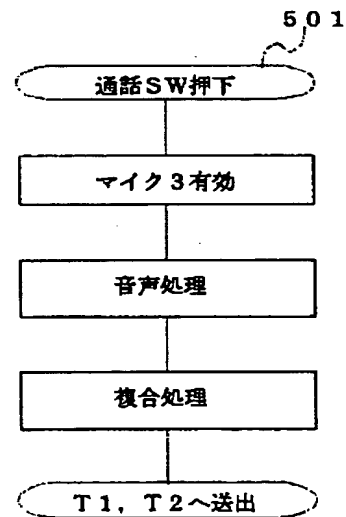 501
通話SW押下
マイク3有効
音声処理
複合処理
T1,T2へ送出